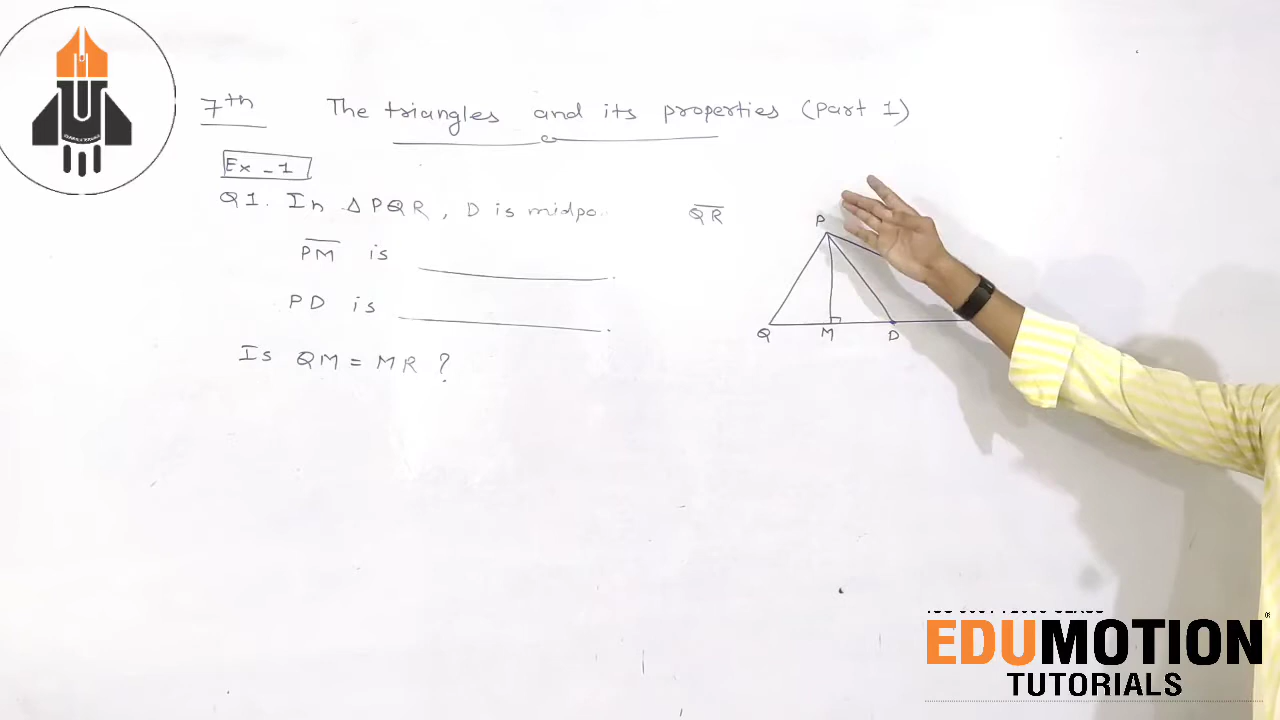 7th The triangles and its properties (Part 1)
Ex - 1
Q1. In Δ PQR, D is midpo QR
PM is
PD is
Is QM = MR ?
P
Q M D
EDUMOTION
TUTORIALS